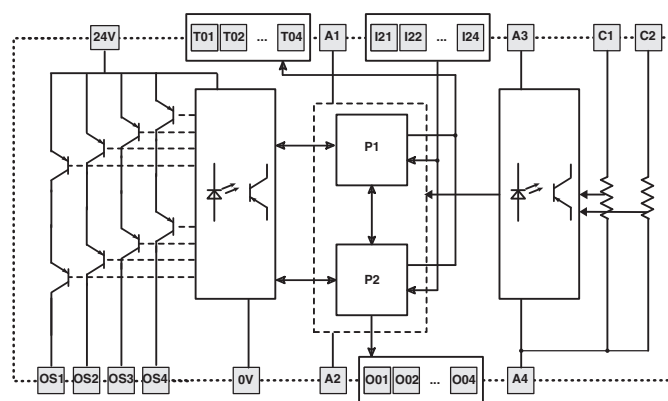 24V T01 T02 ... T04 A1 I21 I22 ... I24 A3 C1 C2
P1
P2
OS1 OS2 OS3 OS4 0V A2 O01 O02 ... O04 A4